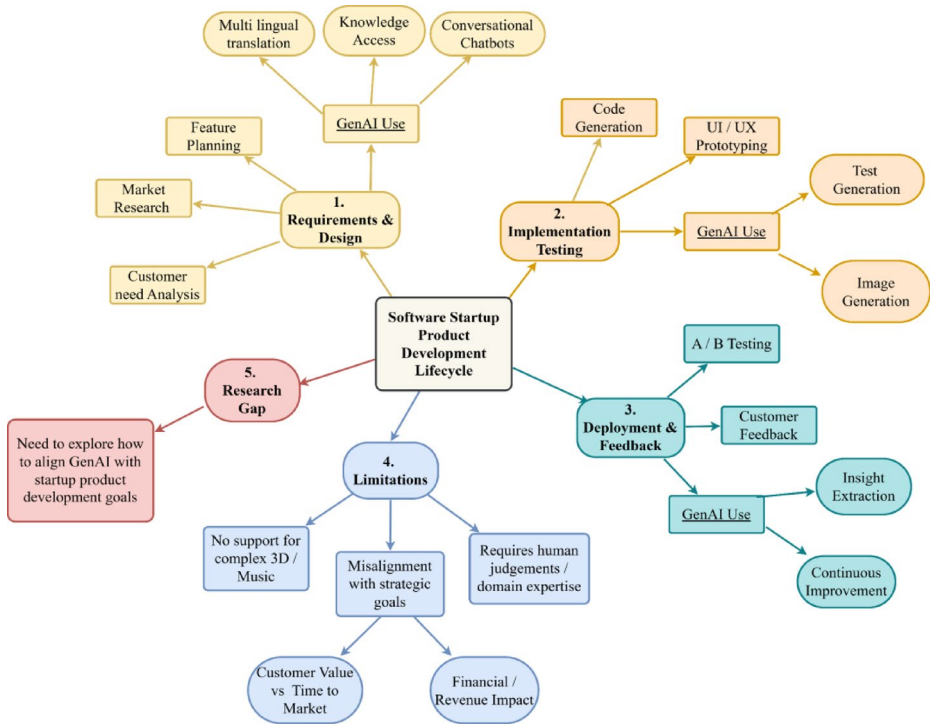 Multi lingual
translation
Knowledge
Access
Conversational
Chatbots
GenAI Use
Feature
Planning
Market
Research
Customer
need Analysis
1.
Requirements &
Design
Code
Generation
UI / UX
Prototyping
2.
Implementation
Testing
GenAI Use
Test
Generation
Image
Generation
Software Startup
Product
Development
Lifecycle
A / B Testing
3.
Deployment &
Feedback
Customer
Feedback
GenAI Use
Insight
Extraction
Continuous
Improvement
5.
Research
Gap
Need to explore how
to align GenAI with
startup product
development goals
4.
Limitations
No support for
complex 3D /
Music
Misalignment
with strategic
goals
Requires human
judgements /
domain expertise
Customer Value
vs Time to
Market
Financial /
Revenue Impact